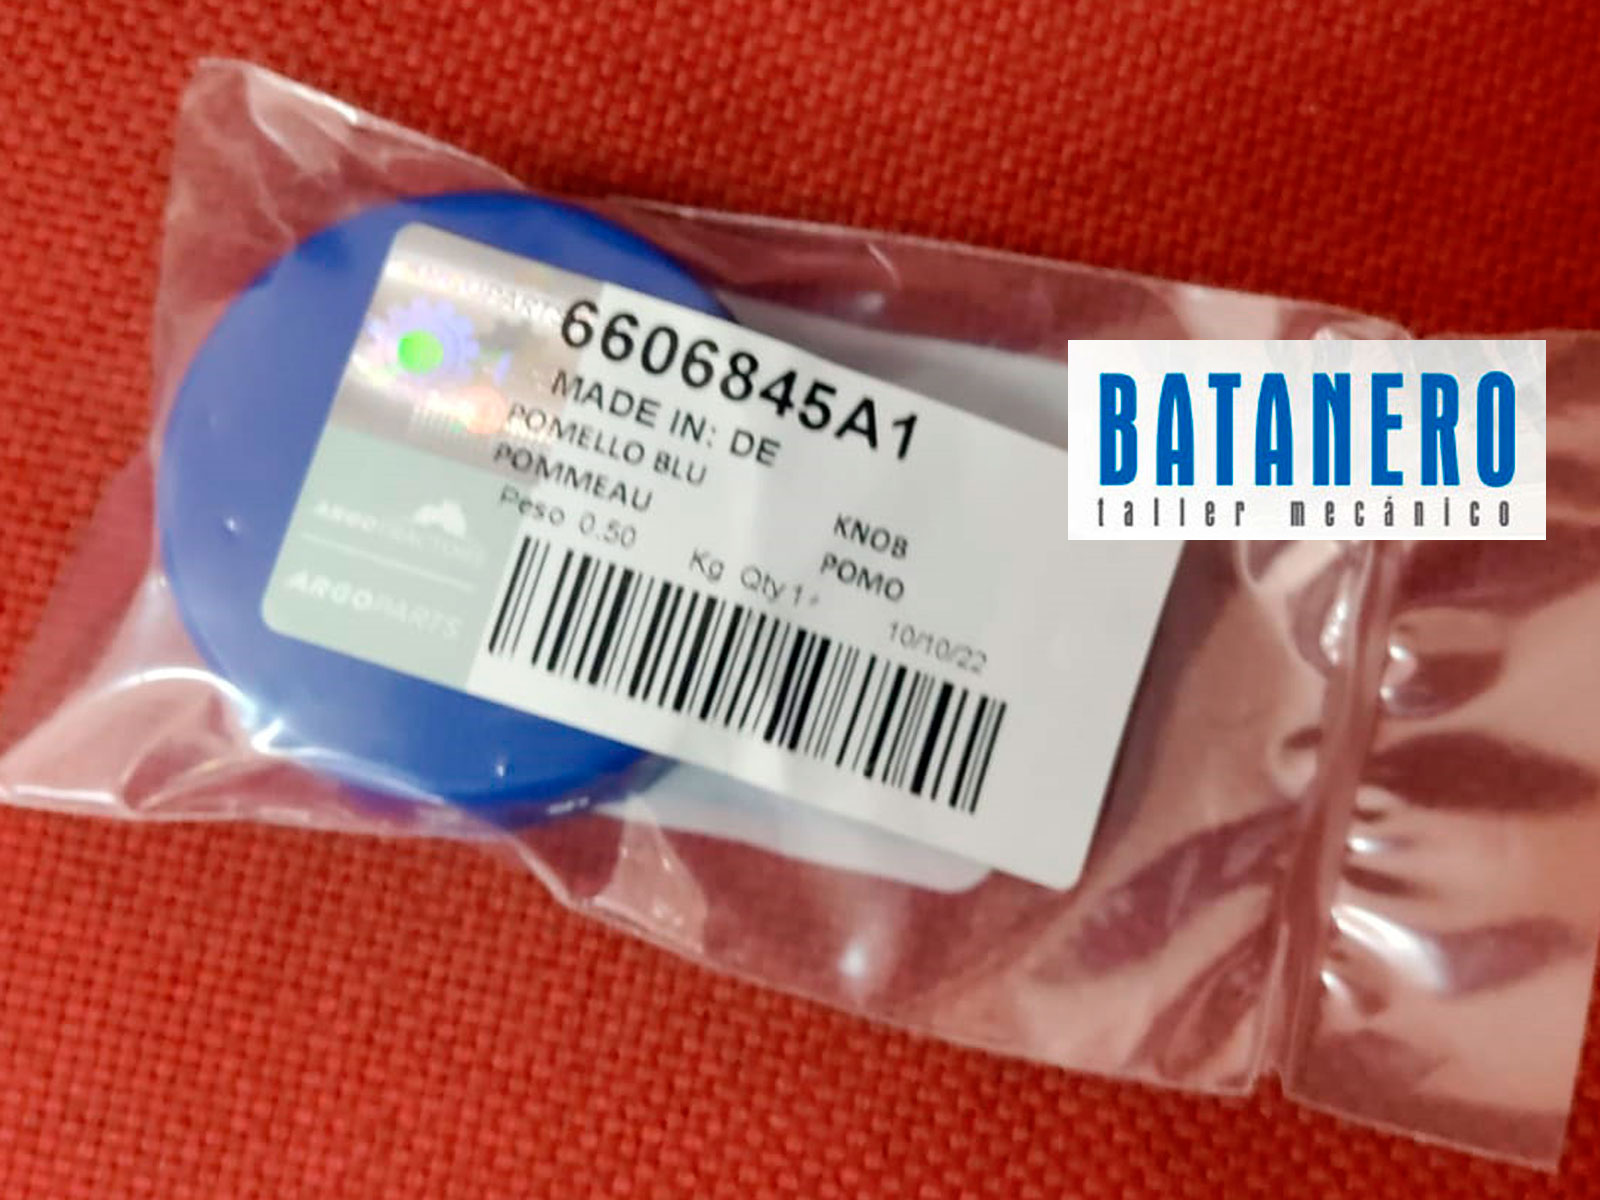 6606845A1
MADE IN: DE
POMELLO BLU
KNOB
POMMEAU
POMO
Peso 0.50 Kg Qty 1
10/10/22
ARGOTRACTORS
ARGOPARTS
BATANERO
taller mecánico